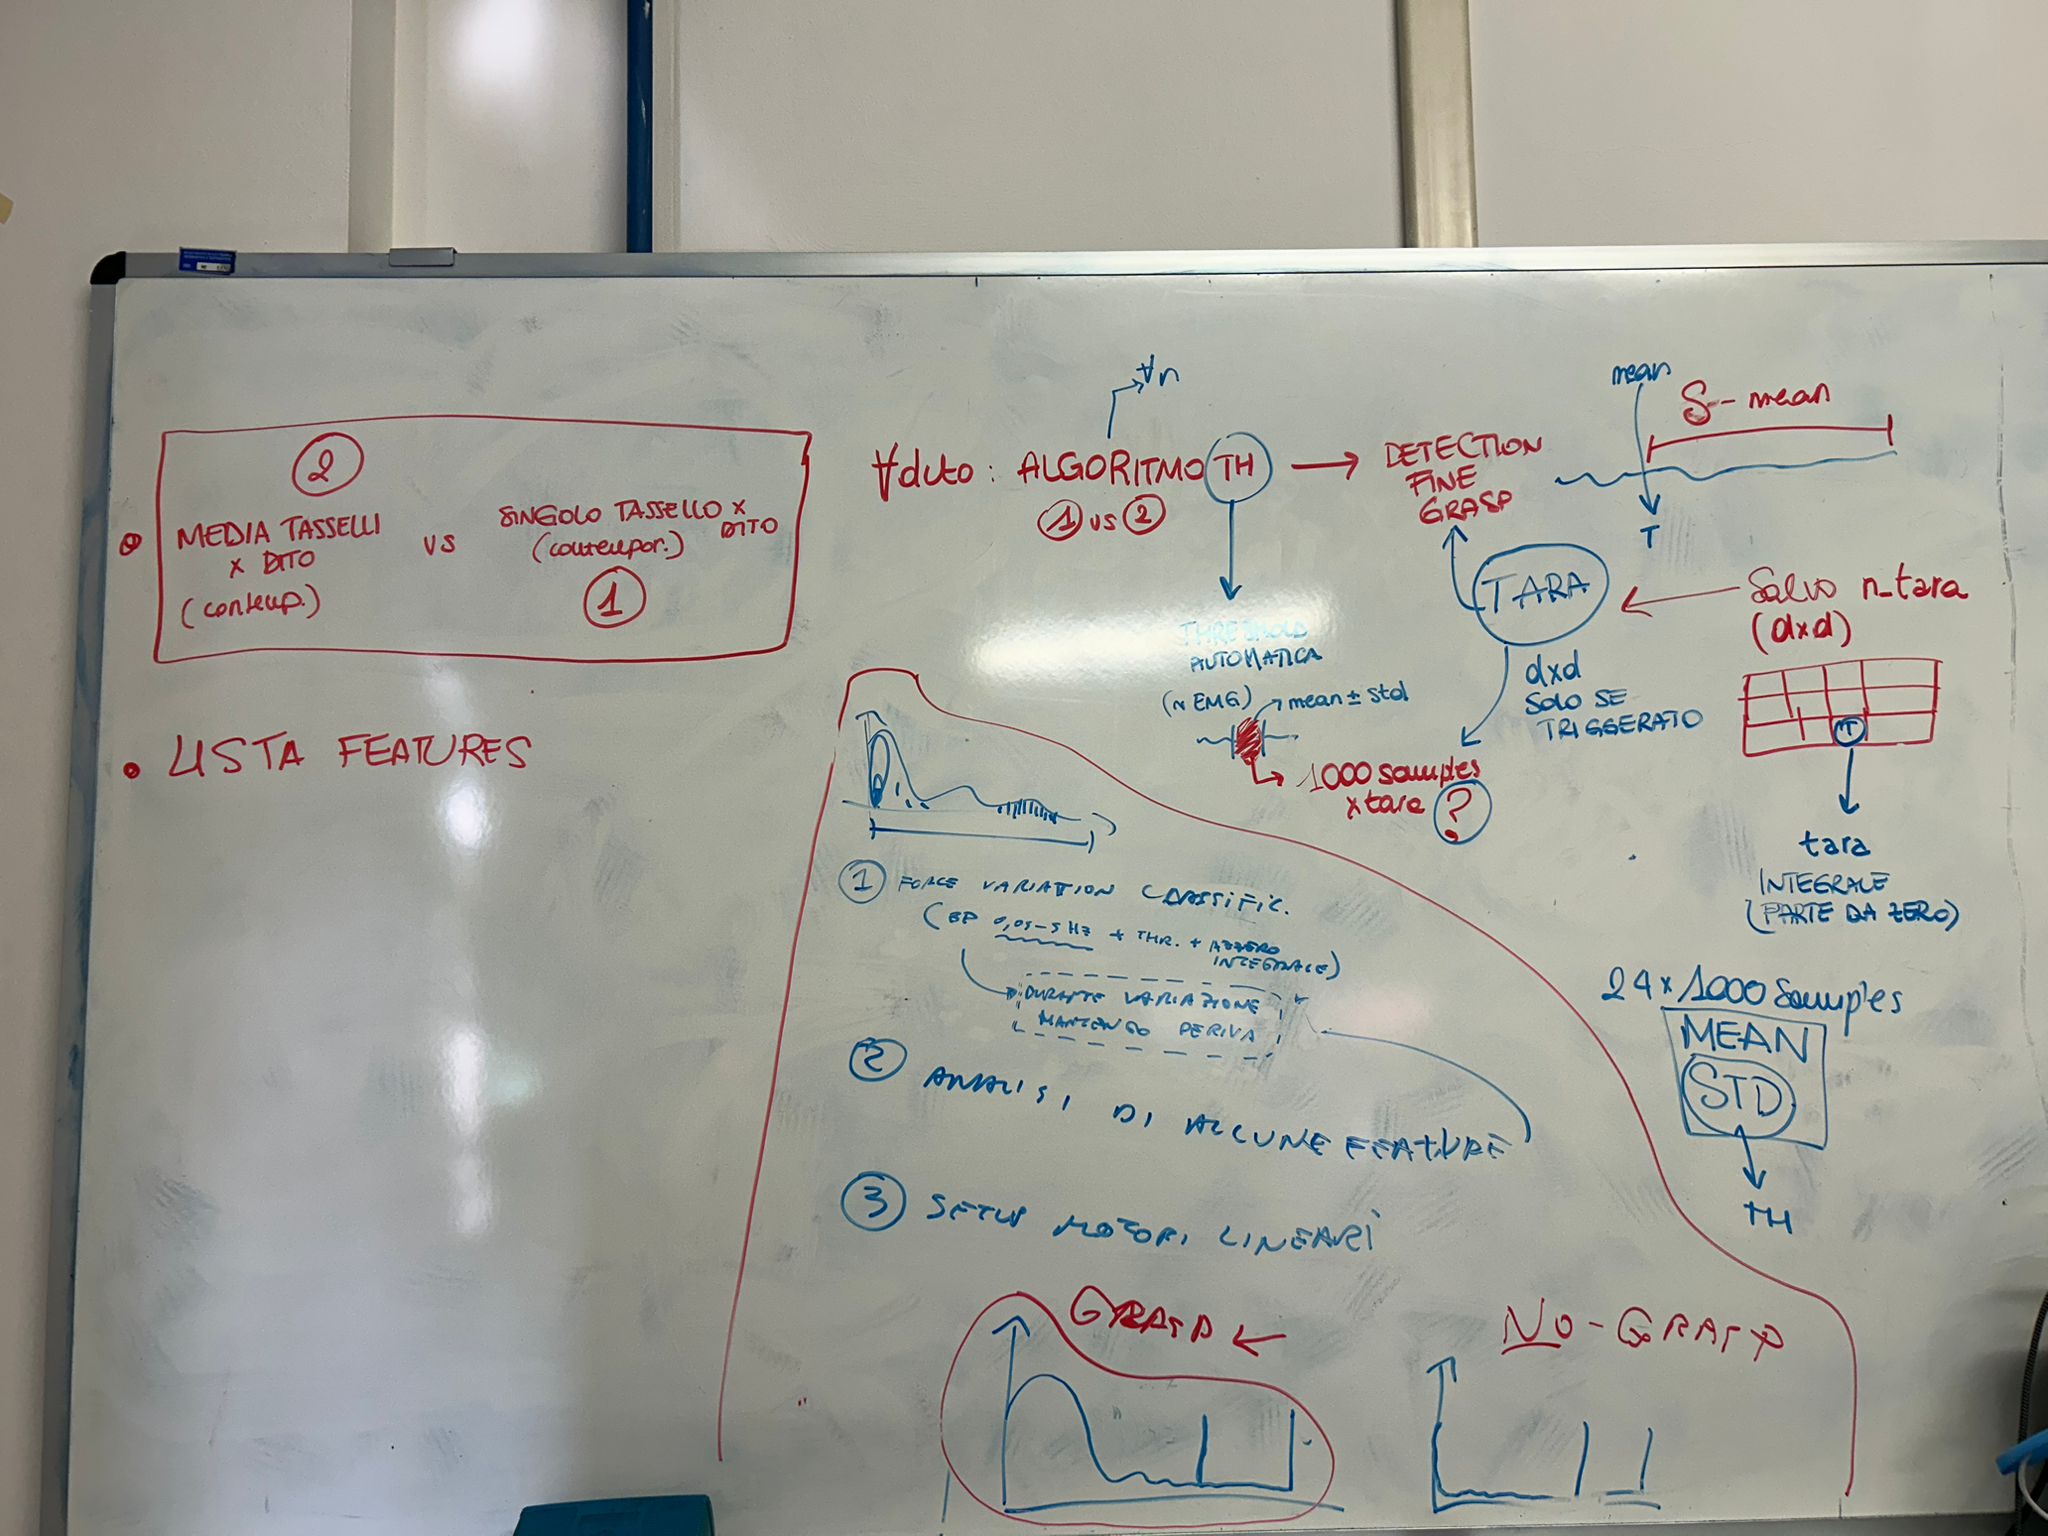 2
MEDIA TASSELLI
x DITO
(contemp.)
vs
SINGOLO TASSELLO x
DITO
(contempor.)
1
LISTA FEATURES
∀n
∀dito: ALGORITMO TH → DETECTION
FINE
GRASP
1 vs 2
THRESHOLD
AUTOMATICA
(~ EMG)
mean ± std
1000 samples
x tara ?
mean
S - mean
T
TARA
dxd
SOLO SE
TRIGGERATO
Salvo n_tara
(dxd)
T
tara
INTEGRALE
(PARTE DA ZERO)
24 x 1000 samples
MEAN
STD
TH
1 FORCE VARIATION CLASSIFIC.
(BP 0,05-5 Hz + THR. + AZZERO
INTEGRALE)
DURANTE VARIAZIONE
MANTENGO DERIVA
2 ANALISI DI ALCUNE FEATURE
3 SETUP MOTORI LINEARI
GRASP
NO-GRASP